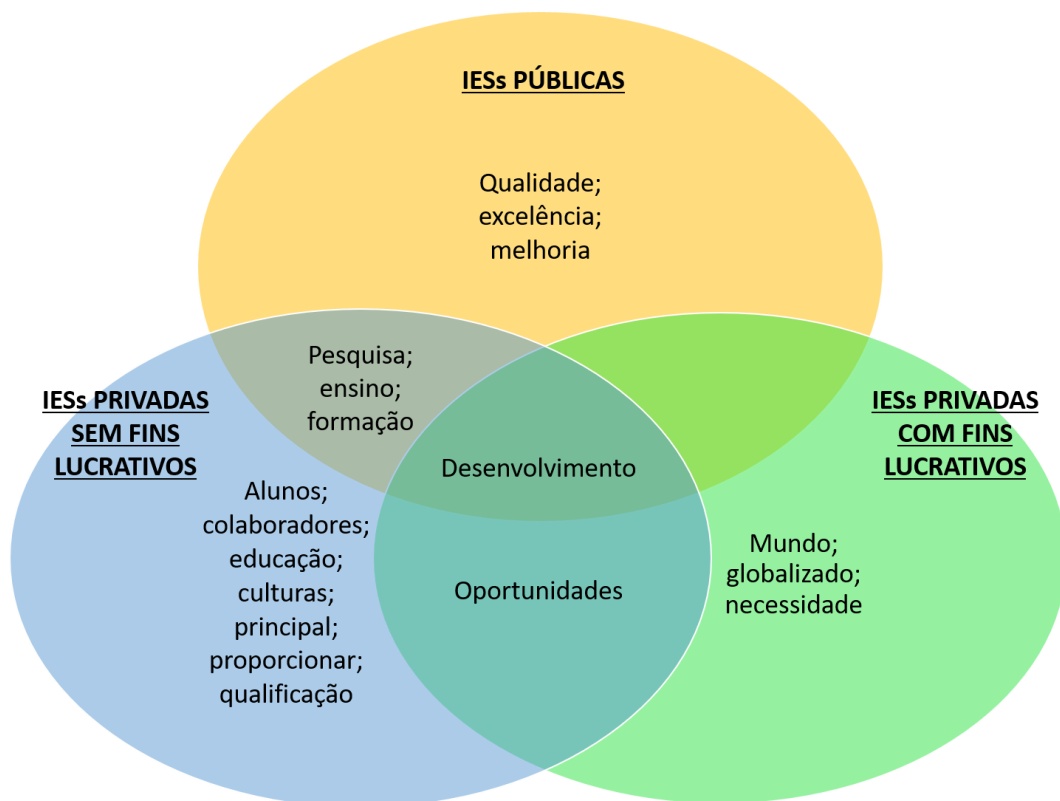 IESs PÚBLICAS
Qualidade;
excelência;
melhoria
Pesquisa;
ensino;
formação
IESs PRIVADAS
SEM FINS
LUCRATIVOS
IESs PRIVADAS
COM FINS
LUCRATIVOS
Desenvolvimento
Alunos;
colaboradores;
educação;
culturas;
principal;
proporcionar;
qualificação
Oportunidades
Mundo;
globalizado;
necessidade